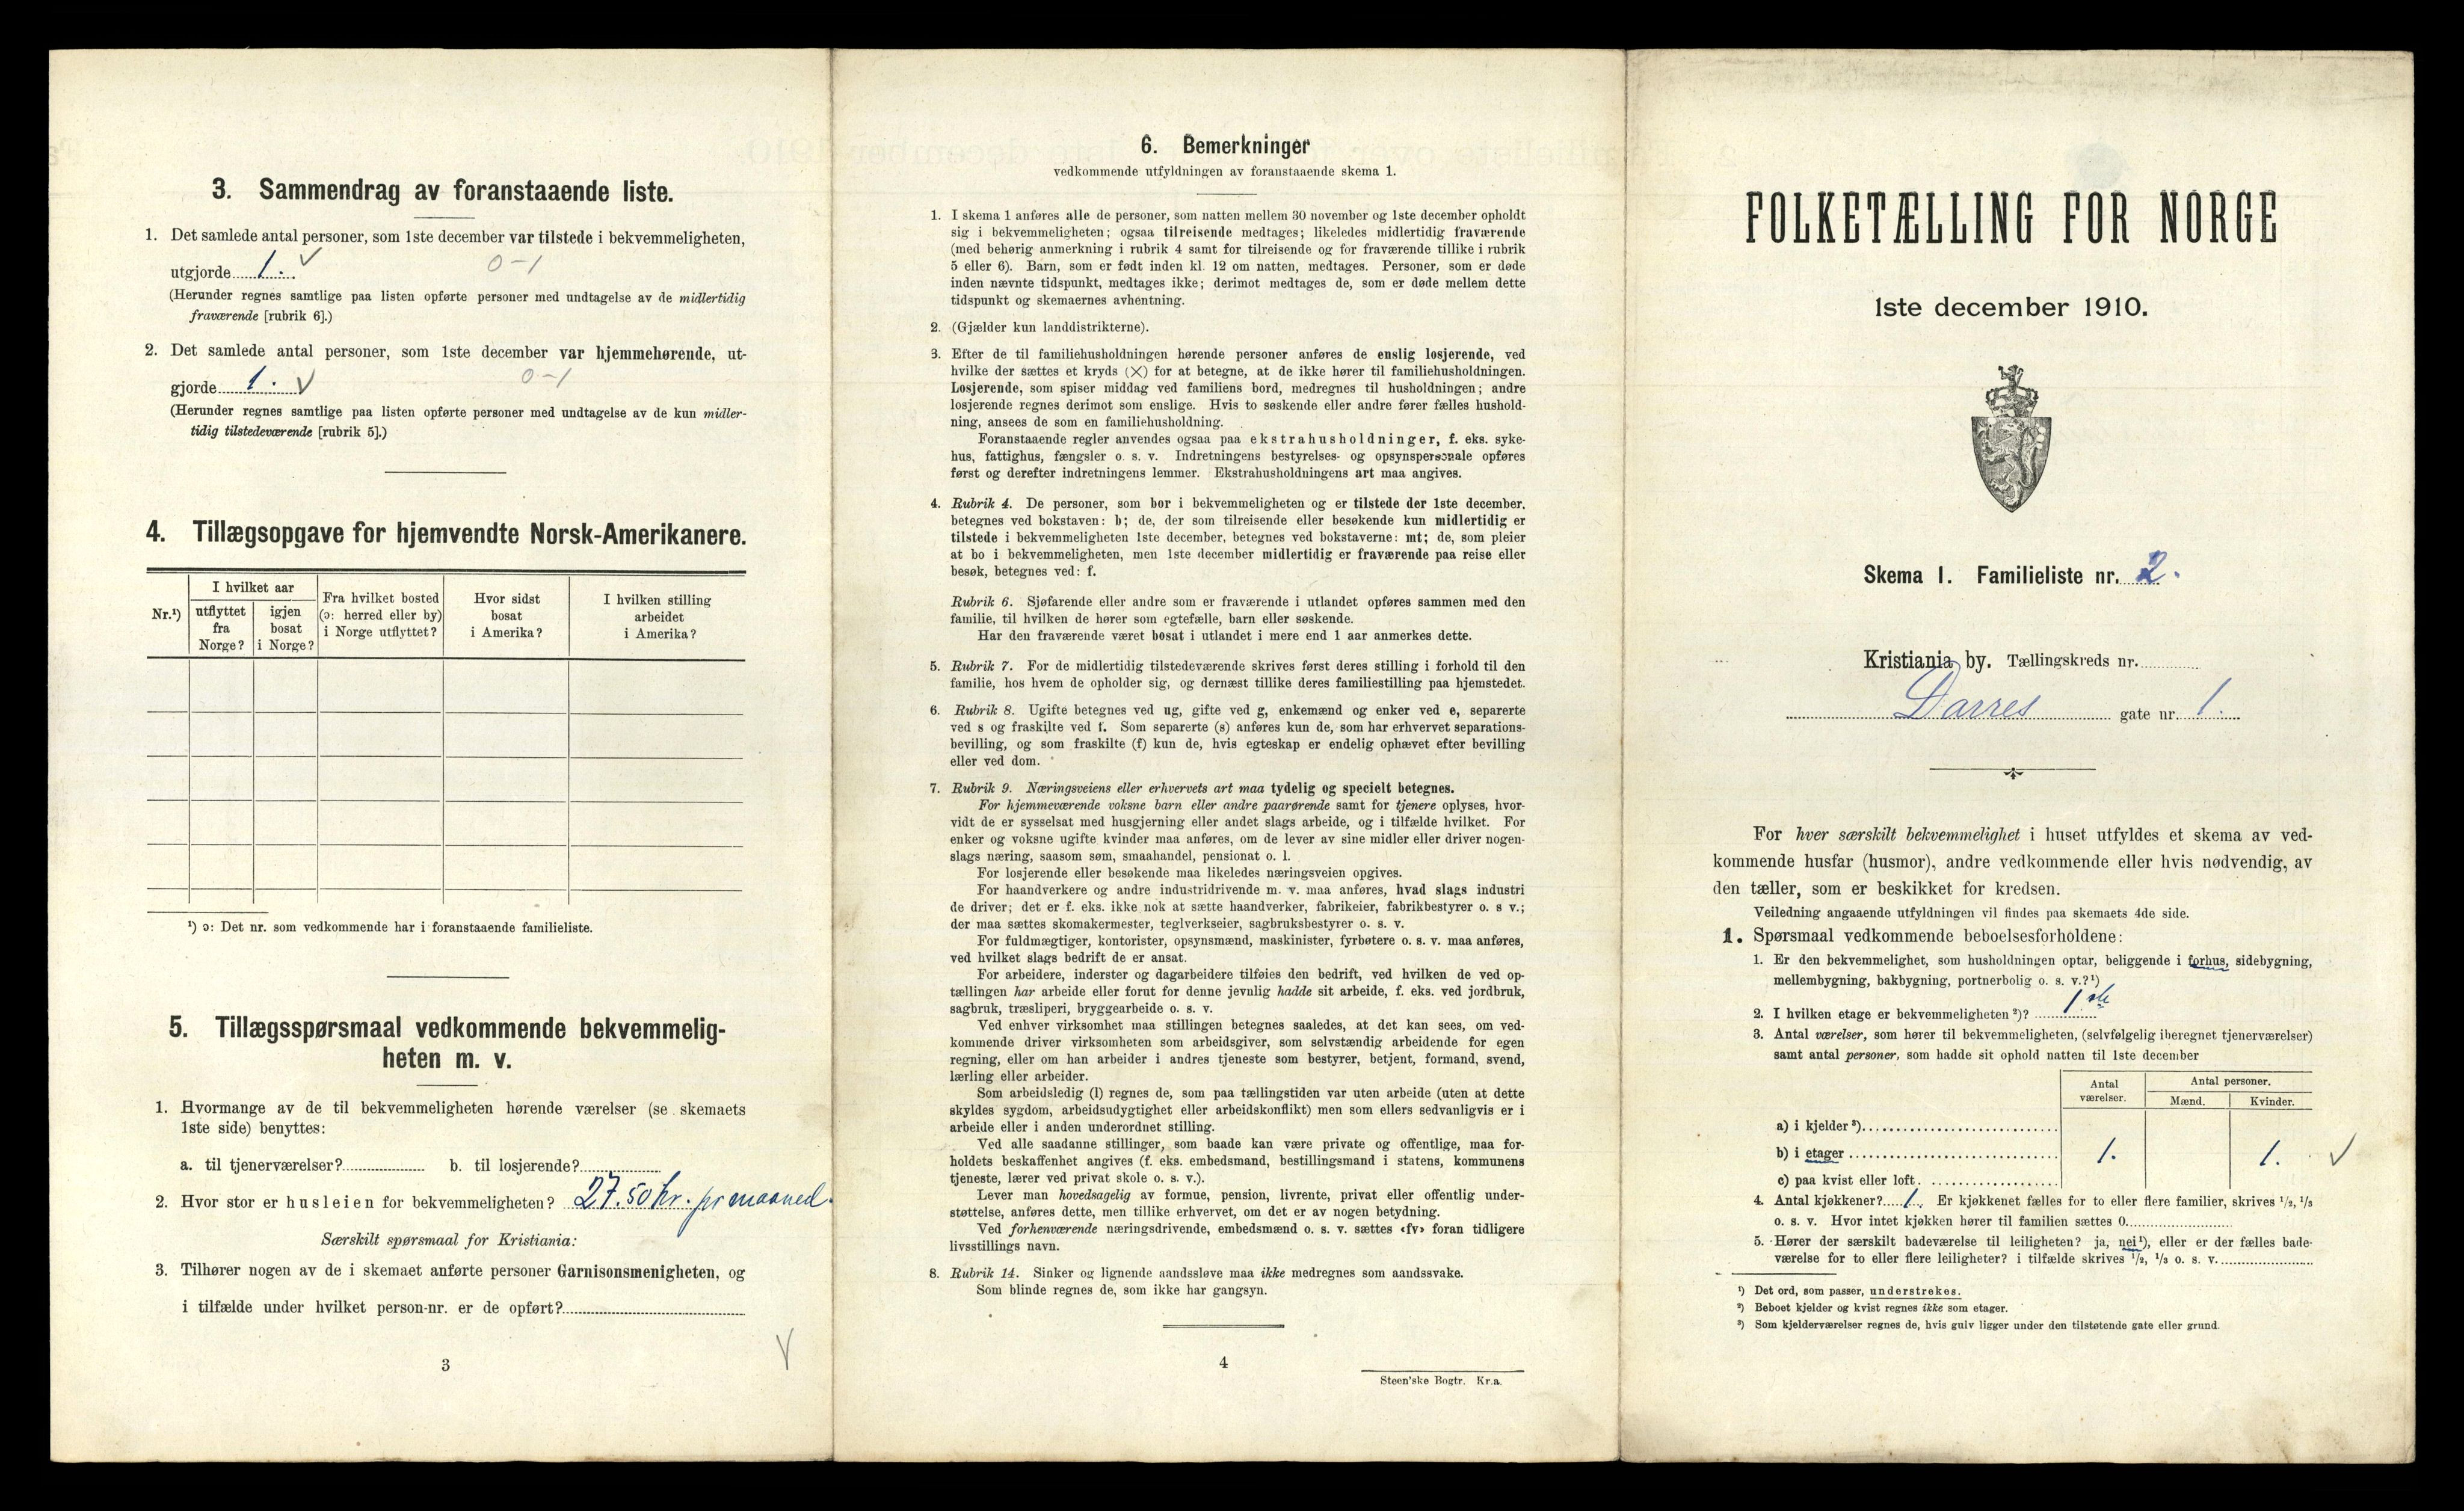 3. Sammendrag av foranstaaende liste.
1. Det samlede antal personer, som 1ste december var tilstede i bekvemmeligheten,
utgjorde 1. 0-1
(Herunder regnes samtlige paa listen opførte personer med undtagelse av de midlertidig
fraværende [rubrik 6].)
2. Det samlede antal personer, som 1ste december var hjemmehørende, ut-
gjorde 1. 0-1
(Herunder regnes samtlige paa listen opførte personer med undtagelse av de kun midler-
tidig tilstedeværende [rubrik 5].)
4. Tillægsopgave for hjemvendte Norsk-Amerikanere.
Nr.¹)
I hvilket aar
utflyttet
fra
Norge?
igjen
bosat
i Norge?
Fra hvilket bosted
(ɔ: herred eller by)
i Norge utflyttet?
Hvor sidst
bosat
i Amerika?
I hvilken stilling
arbeidet
i Amerika?
¹) ɔ: Det nr. som vedkommende har i foranstaaende familieliste.
5. Tillægsspørsmaal vedkommende bekvemmelig-
heten m. v.
1. Hvormange av de til bekvemmeligheten hørende værelser (se skemaets
1ste side) benyttes:
a. til tjenerværelser? b. til losjerende?
2. Hvor stor er husleien for bekvemmeligheten? 27.50 kr. pr maaned.
Særskilt spørsmaal for Kristiania:
3. Tilhører nogen av de i skemaet anførte personer Garnisonsmenigheten, og
i tilfælde under hvilket person-nr. er de opført?
3
6. Bemerkninger
vedkommende utfyldningen av foranstaaende skema 1.
1. I skema 1 anføres alle de personer, som natten mellem 30 november og 1ste december opholdt
sig i bekvemmeligheten; ogsaa tilreisende medtages; likeledes midlertidig fraværende
(med behørig anmerkning i rubrik 4 samt for tilreisende og for fraværende tillike i rubrik
5 eller 6). Barn, som er født inden kl. 12 om natten, medtages. Personer, som er døde
inden nævnte tidspunkt, medtages ikke; derimot medtages de, som er døde mellem dette
tidspunkt og skemaernes avhentning.
2. (Gjælder kun landdistrikterne).
3. Efter de til familiehusholdningen hørende personer anføres de enslig losjerende, ved
hvilke der sættes et kryds (×) for at betegne, at de ikke hører til familiehusholdningen.
Losjerende, som spiser middag ved familiens bord, medregnes til husholdningen; andre
losjerende regnes derimot som enslige. Hvis to søskende eller andre fører fælles hushold-
ning, ansees de som en familiehusholdning.
Foranstaaende regler anvendes ogsaa paa ekstrahusholdninger, f. eks. syke-
hus, fattighus, fængsler o. s. v. Indretningens bestyrelses- og opsynspersonale opføres
først og derefter indretningens lemmer. Ekstrahusholdningens art maa angives.
4. Rubrik 4. De personer, som bor i bekvemmeligheten og er tilstede der 1ste december,
betegnes ved bokstaven: b; de, der som tilreisende eller besøkende kun midlertidig er
tilstede i bekvemmeligheten 1ste december, betegnes ved bokstaverne: mt; de, som pleier
at bo i bekvemmeligheten, men 1ste december midlertidig er fraværende paa reise eller
besøk, betegnes ved: f.
Rubrik 6. Sjøfarende eller andre som er fraværende i utlandet opføres sammen med den
familie, til hvilken de hører som egtefælle, barn eller søskende.
Har den fraværende været bosat i utlandet i mere end 1 aar anmerkes dette.
5. Rubrik 7. For de midlertidig tilstedeværende skrives først deres stilling i forhold til den
familie, hos hvem de opholder sig, og dernæst tillike deres familiestilling paa hjemstedet.
6. Rubrik 8. Ugifte betegnes ved ug, gifte ved g, enkemænd og enker ved e, separerte
ved s og fraskilte ved f. Som separerte (s) anføres kun de, som har erhvervet separations-
bevilling, og som fraskilte (f) kun de, hvis egteskap er endelig ophævet efter bevilling
eller ved dom.
7. Rubrik 9. Næringsveiens eller erhvervets art maa tydelig og specielt betegnes.
For hjemmeværende voksne barn eller andre paarørende samt for tjenere oplyses, hvor-
vidt de er sysselsat med husgjerning eller andet slags arbeide, og i tilfælde hvilket. For
enker og voksne ugifte kvinder maa anføres, om de lever av sine midler eller driver nogen-
slags næring, saasom søm, smaahandel, pensionat o. l.
For losjerende eller besøkende maa likeledes næringsveien opgives.
For haandverkere og andre industridrivende m. v. maa anføres, hvad slags industri
de driver; det er f. eks. ikke nok at sætte haandverker, fabrikeier, fabrikbestyrer o. s v.;
der maa sættes skomakermester, teglverkseier, sagbruksbestyrer o. s. v.
For fuldmægtiger, kontorister, opsynsmænd, maskinister, fyrbøtere o. s. v. maa anføres,
ved hvilket slags bedrift de er ansat.
For arbeidere, inderster og dagarbeidere tilføies den bedrift, ved hvilken de ved op-
tællingen har arbeide eller forut for denne jevnlig hadde sit arbeide, f. eks. ved jordbruk,
sagbruk, træsliperi, bryggearbeide o. s. v.
Ved enhver virksomhet maa stillingen betegnes saaledes, at det kan sees, om ved-
kommende driver virksomheten som arbeidsgiver, som selvstændig arbeidende for egen
regning, eller om han arbeider i andres tjeneste som bestyrer, betjent, formand, svend,
lærling eller arbeider.
Som arbeidsledig (l) regnes de, som paa tællingstiden var uten arbeide (uten at dette
skyldes sygdom, arbeidsudygtighet eller arbeidskonflikt) men som ellers sedvanligvis er i
arbeide eller i anden underordnet stilling.
Ved alle saadanne stillinger, som baade kan være private og offentlige, maa for-
holdets beskaffenhet angives (f. eks. embedsmand, bestillingsmand i statens, kommunens
tjeneste, lærer ved privat skole o. s. v.).
Lever man hovedsagelig av formue, pension, livrente, privat eller offentlig under-
støttelse, anføres dette, men tillike erhvervet, om det er av nogen betydning.
Ved forhenværende næringsdrivende, embedsmænd o. s. v. sættes «fv» foran tidligere
livsstillings navn.
8. Rubrik 14. Sinker og lignende aandssløve maa ikke medregnes som aandssvake.
Som blinde regnes de, som ikke har gangsyn.
4
Steen'ske Bogtr. Kr.a.
FOLKETÆLLING FOR NORGE
1ste december 1910.
Skema 1. Familieliste nr. 2.
Kristiania by. Tællingskreds nr.
Darres gate nr. 1.
For hver særskilt bekvemmelighet i huset utfyldes et skema av ved-
kommende husfar (husmor), andre vedkommende eller hvis nødvendig, av
den tæller, som er beskikket for kredsen.
Veiledning angaaende utfyldningen vil findes paa skemaets 4de side.
1. Spørsmaal vedkommende beboelsesforholdene:
1. Er den bekvemmelighet, som husholdningen optar, beliggende i forhus, sidebygning,
mellembygning, bakbygning, portnerbolig o. s. v.?¹)
2. I hvilken etage er bekvemmeligheten ²)? 1ste
3. Antal værelser, som hører til bekvemmeligheten, (selvfølgelig iberegnet tjenerværelser)
samt antal personer, som hadde sit ophold natten til 1ste december
Antal
værelser.
Antal personer.
Mænd. Kvinder.
a) i kjelder³)
b) i etager 1. 1.
c) paa kvist eller loft.
4. Antal kjøkkener? 1. Er kjøkkenet fælles for to eller flere familier, skrives ¹/₂, ¹/₃
o. s. v. Hvor intet kjøkken hører til familien sættes 0.
5. Hører der særskilt badeværelse til leiligheten? ja, nei¹), eller er der fælles bade-
værelse for to eller flere leiligheter? i tilfælde skrives ¹/₂, ¹/₃ o. s. v.
¹) Det ord, som passer, understrekes.
²) Beboet kjelder og kvist regnes ikke som etager.
³) Som kjelderværelser regnes de, hvis gulv ligger under den tilstøtende gate eller grund.